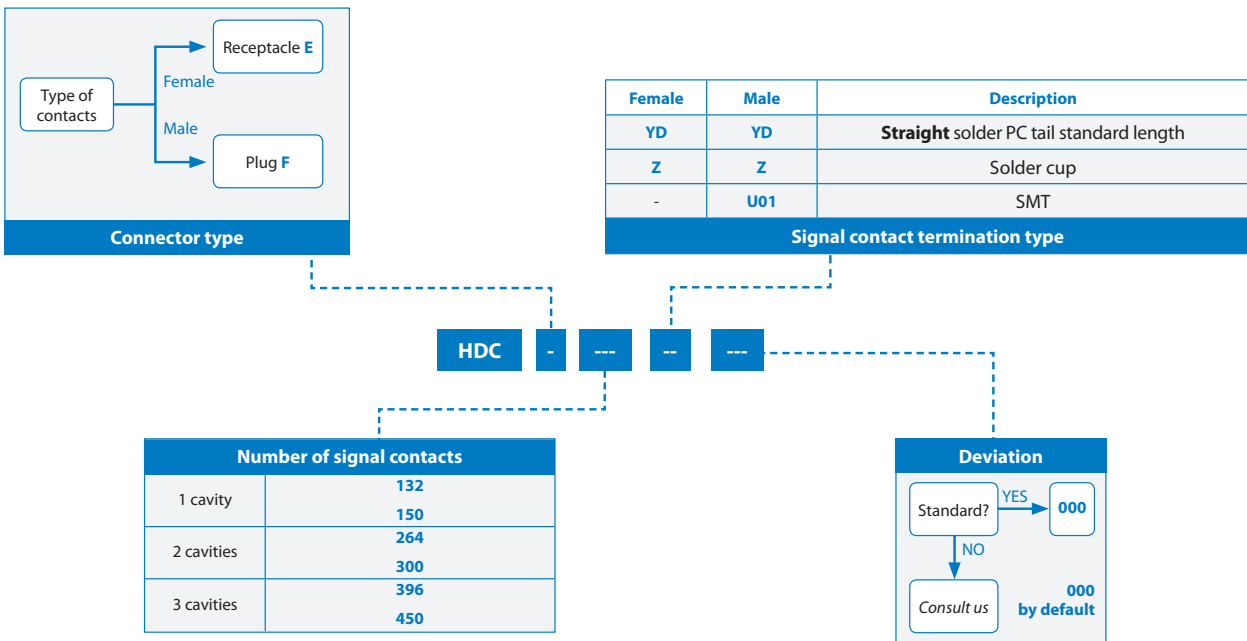 Receptacle E
Female
Type of
contacts
Male
Plug F
Connector type
Female Male Description
YD YD Straight solder PC tail standard length
Z Z Solder cup
- U01 SMT
Signal contact termination type
HDC - --- -- ---
Number of signal contacts
1 cavity
132
150
2 cavities
264
300
3 cavities
396
450
Deviation
Standard?
YES
000
NO
Consult us
000
by default